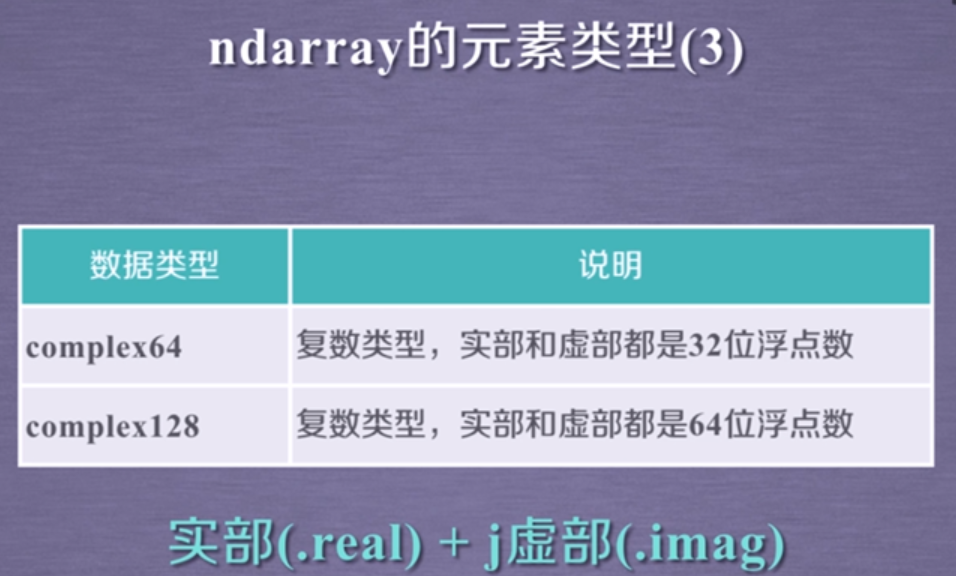 ndarray的元素类型(3)
数据类型 说明
complex64 复数类型，实部和虚部都是32位浮点数
complex128 复数类型，实部和虚部都是64位浮点数
实部(.real) + j虚部(.imag)